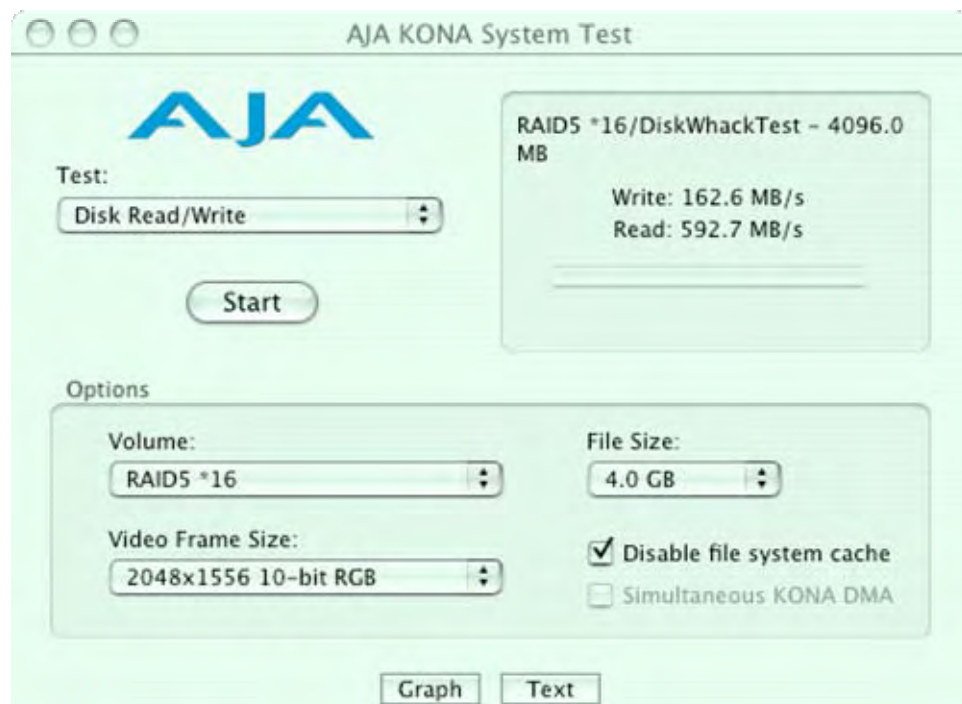 AJA KONA System Test
AJA
Test:
Disk Read/Write
Start
RAID5 *16/DiskWhackTest - 4096.0
MB
Write: 162.6 MB/s
Read: 592.7 MB/s
Options
Volume:
RAID5 *16
File Size:
4.0 GB
Video Frame Size:
2048x1556 10-bit RGB
Disable file system cache
Simultaneous KONA DMA
Graph
Text